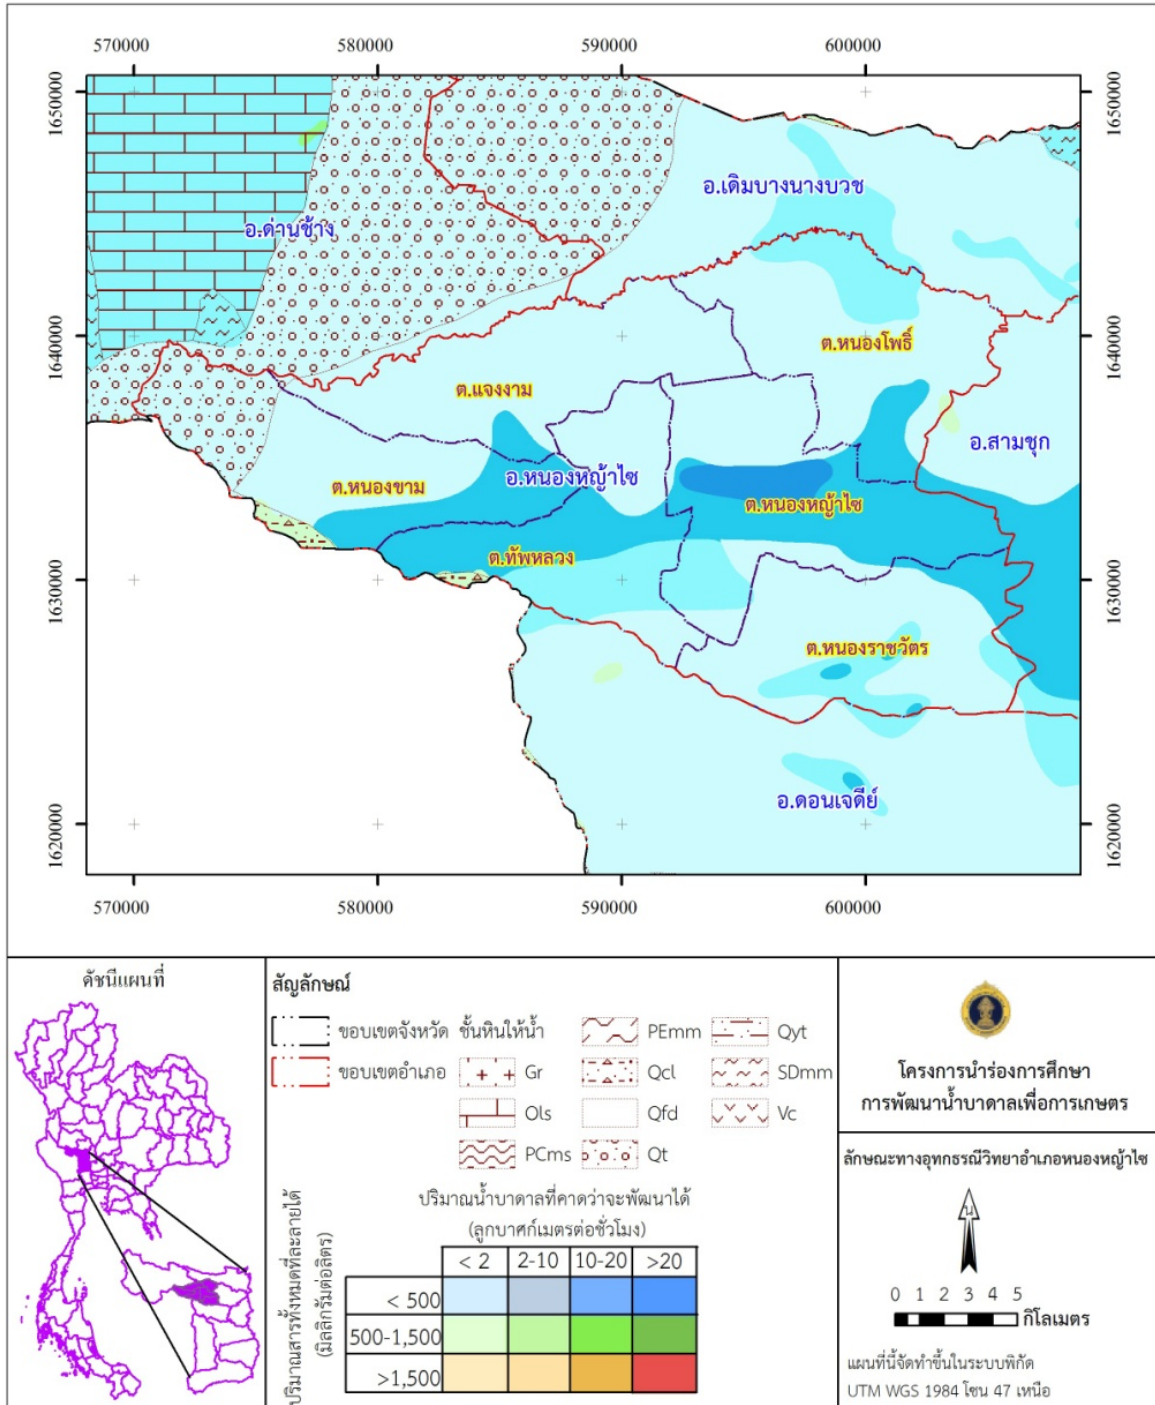 570000 580000 590000 600000
1650000 1650000
อ.เดิมบางนางบวช
อ.ด่านช้าง
1640000 1640000
ต.หนองโพธิ์
ต.แจงงาม
อ.สามชุก
อ.หนองหญ้าไซ
ต.หนองขาม
ต.หนองหญ้าไซ
ต.ทัพหลวง
1630000 1630000
ต.หนองราชวัตร
อ.ดอนเจดีย์
1620000 1620000
570000 580000 590000 600000
ดัชนีแผนที่
สัญลักษณ์
ขอบเขตจังหวัด
ขอบเขตอำเภอ
ชั้นหินให้น้ำ
Gr
Ols
PCms
PEmm
Qcl
Qfd
Qt
Qyt
SDmm
Vc
ปริมาณน้ำบาดาลที่คาดว่าจะพัฒนาได้
(ลูกบาศก์เมตรต่อชั่วโมง)
ปริมาณสารทั้งหมดที่ละลายได้
(มิลลิกรัมต่อลิตร)
< 2 2-10 10-20 >20
< 500
500-1,500
>1,500
โครงการนำร่องการศึกษา
การพัฒนาน้ำบาดาลเพื่อการเกษตร
ลักษณะทางอุทกธรณีวิทยาอำเภอหนองหญ้าไซ
น
0 1 2 3 4 5
กิโลเมตร
แผนที่นี้จัดทำขึ้นในระบบพิกัด
UTM WGS 1984 โซน 47 เหนือ